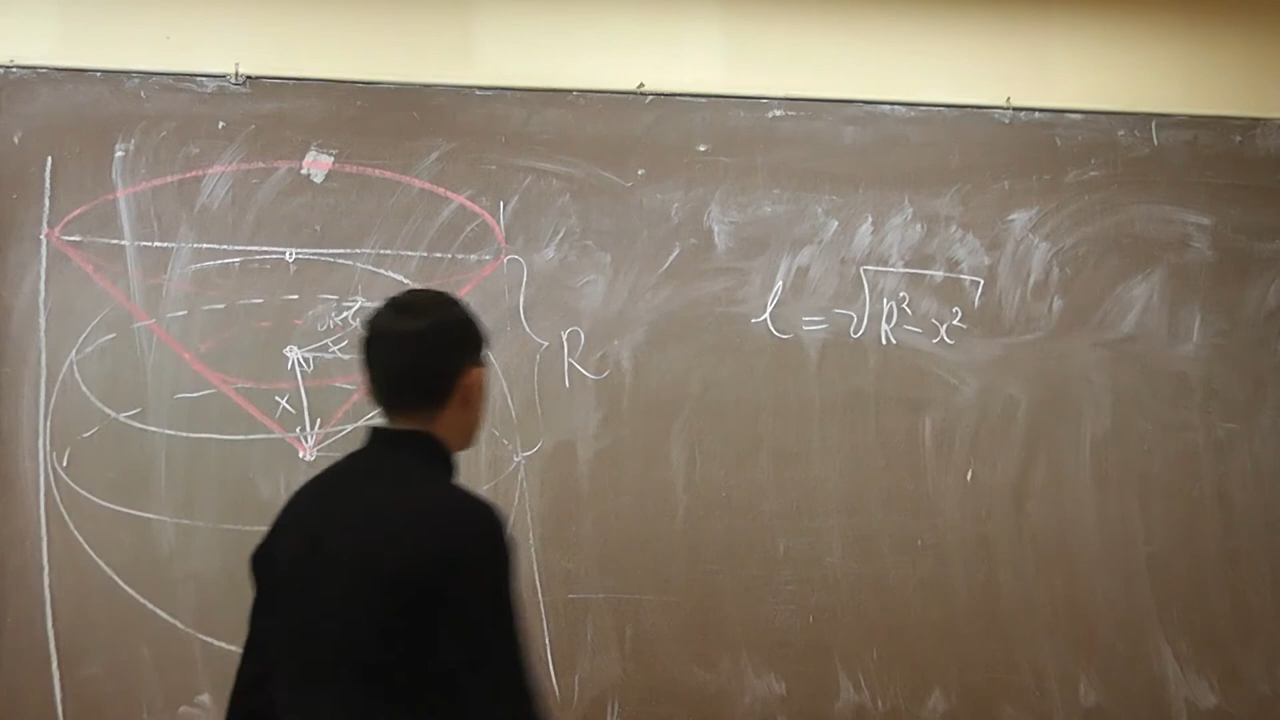 l = √R² - x²
R
x
x